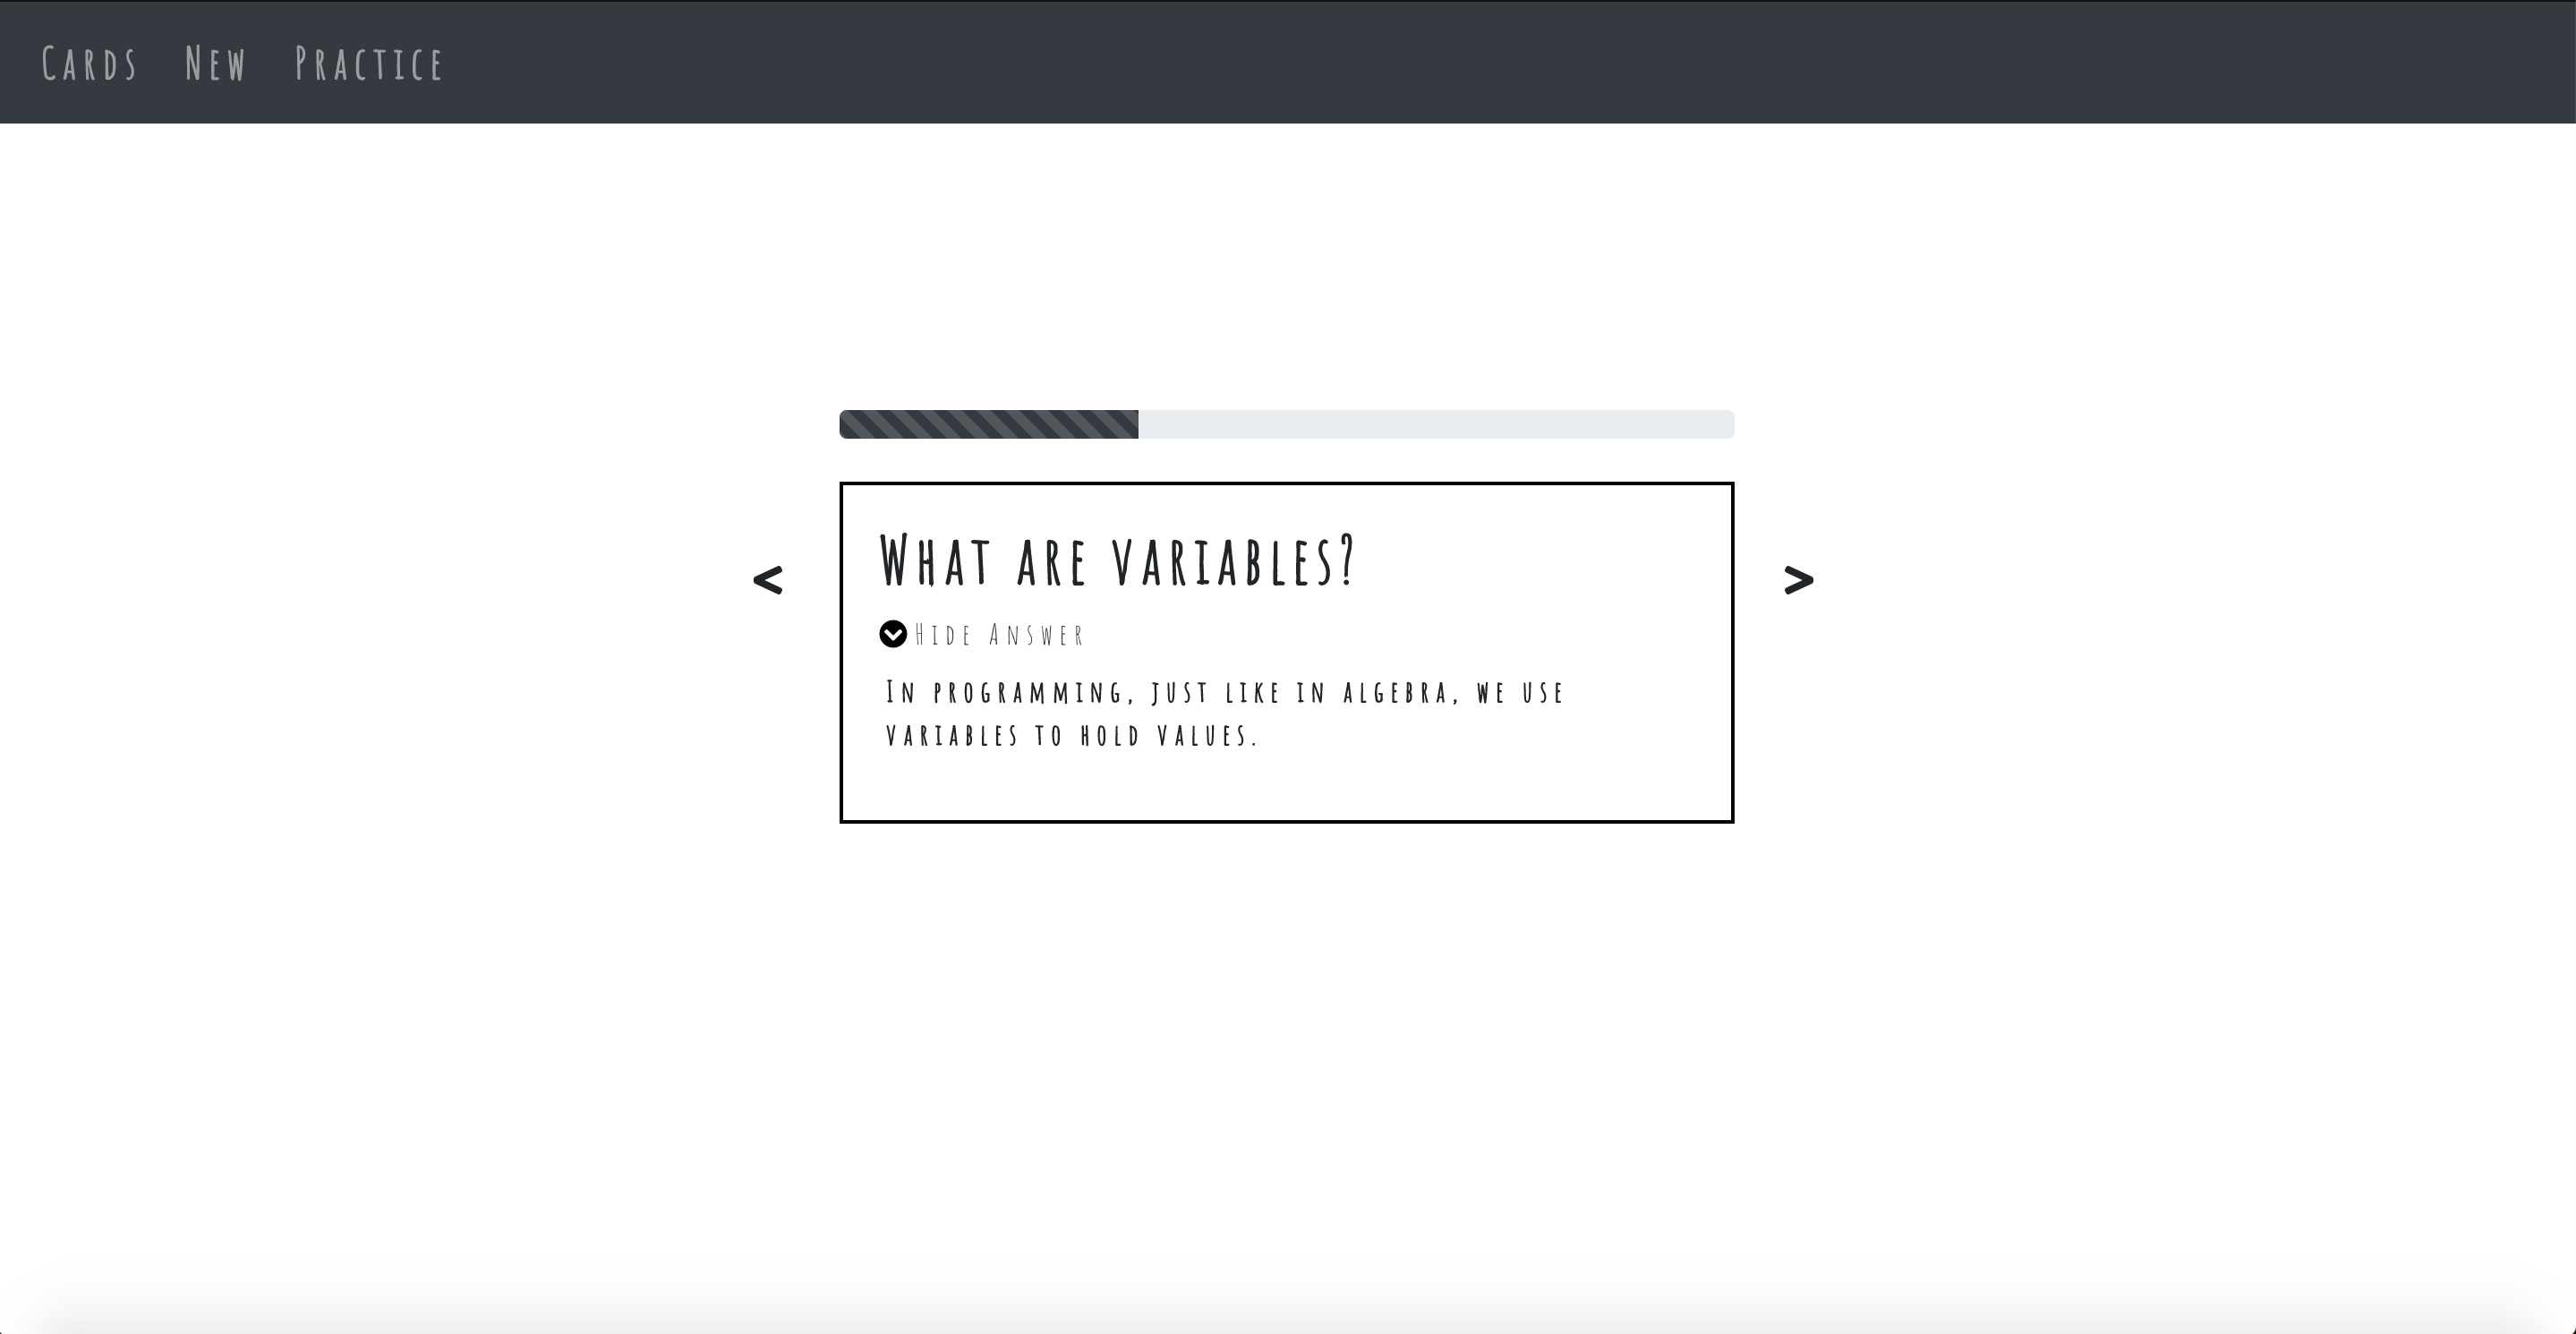 Cards New Practice
What are variables?
<
>
Hide Answer
In programming, just like in algebra, we use
variables to hold values.